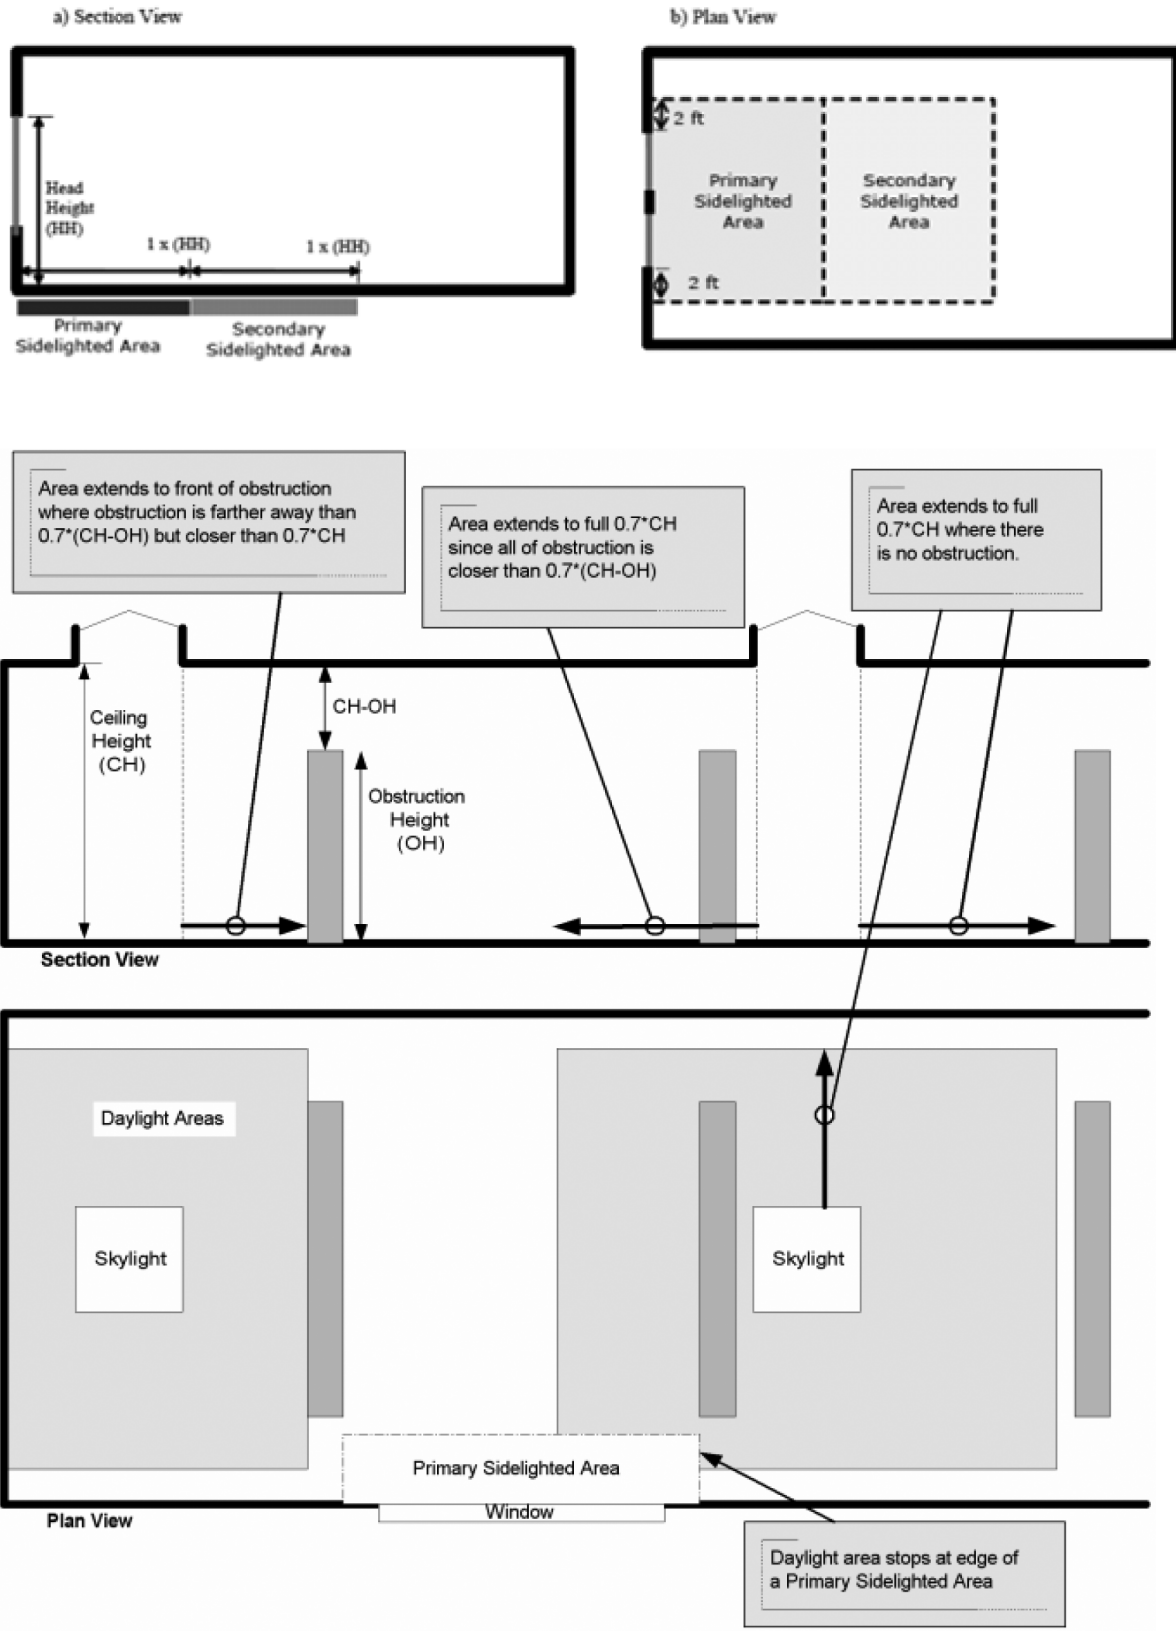 a) Section View
b) Plan View
Head
Height
(HH)
1 x (HH)
1 x (HH)
Primary
Sidelighted Area
Secondary
Sidelighted Area
2 ft
Primary
Sidelighted
Area
Secondary
Sidelighted
Area
2 ft
Area extends to front of obstruction
where obstruction is farther away than
0.7*(CH-OH) but closer than 0.7*CH
Area extends to full 0.7*CH
since all of obstruction is
closer than 0.7*(CH-OH)
Area extends to full
0.7*CH where there
is no obstruction.
Ceiling
Height
(CH)
CH-OH
Obstruction
Height
(OH)
Section View
Daylight Areas
Skylight
Skylight
Primary Sidelighted Area
Window
Plan View
Daylight area stops at edge of
a Primary Sidelighted Area